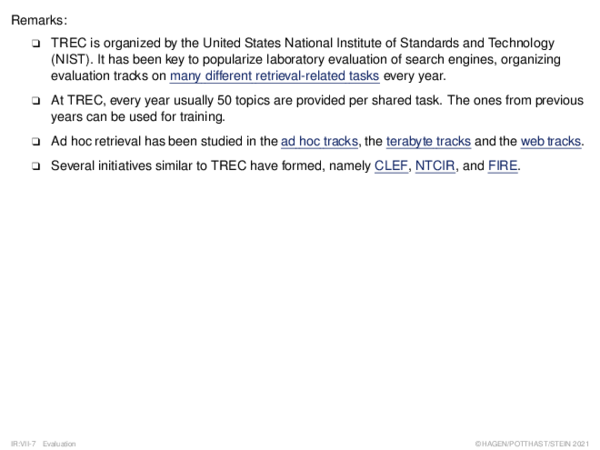 Remarks:
❑ TREC is organized by the United States National Institute of Standards and Technology
(NIST). It has been key to popularize laboratory evaluation of search engines, organizing
evaluation tracks on many different retrieval-related tasks every year.
❑ At TREC, every year usually 50 topics are provided per shared task. The ones from previous
years can be used for training.
❑ Ad hoc retrieval has been studied in the ad hoc tracks, the terabyte tracks and the web tracks.
❑ Several initiatives similar to TREC have formed, namely CLEF, NTCIR, and FIRE.
IR:VII-7 Evaluation © HAGEN/POTTHAST/STEIN 2021